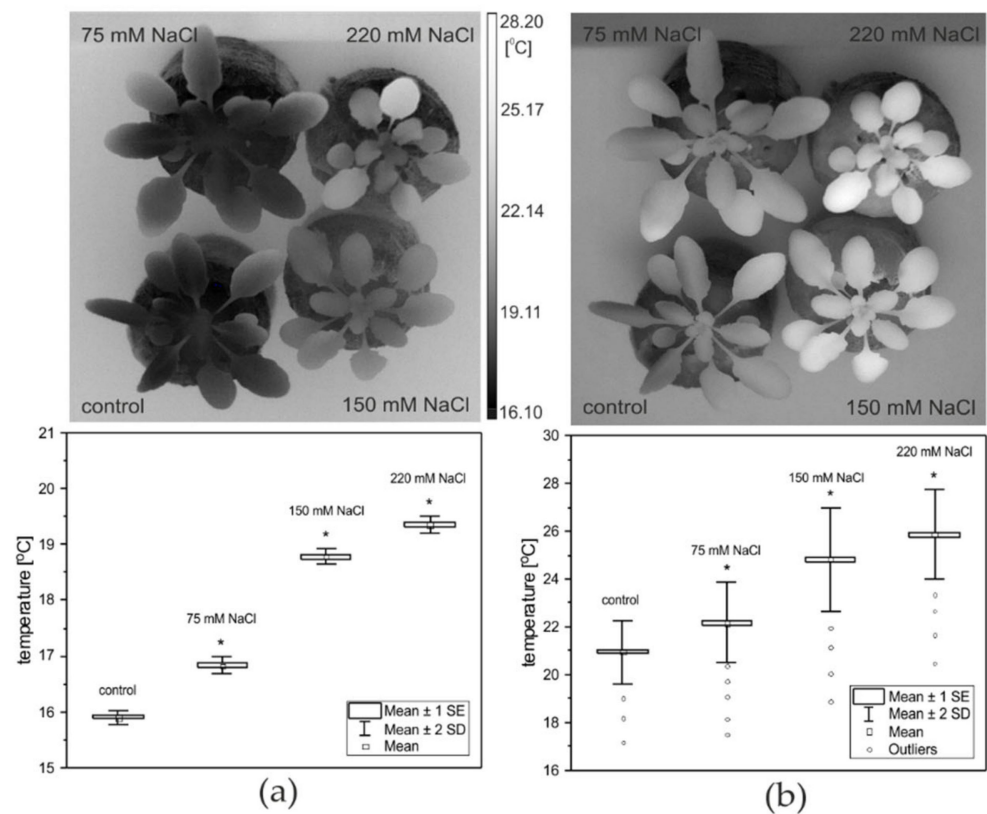 75 mM NaCl 220 mM NaCl
control 150 mM NaCl
28.20
[⁰C]
25.17
22.14
19.11
16.10
75 mM NaCl 220 mM NaCl
control 150 mM NaCl
21
20
19
18
17
16
15
temperature [⁰C]
control
75 mM NaCl
*
150 mM NaCl
*
220 mM NaCl
*
Mean ± 1 SE
Mean ± 2 SD
Mean
(a)
30
28
26
24
22
20
18
16
temperature [⁰C]
control
75 mM NaCl
*
150 mM NaCl
*
220 mM NaCl
*
Mean ± 1 SE
Mean ± 2 SD
Mean
Outliers
(b)